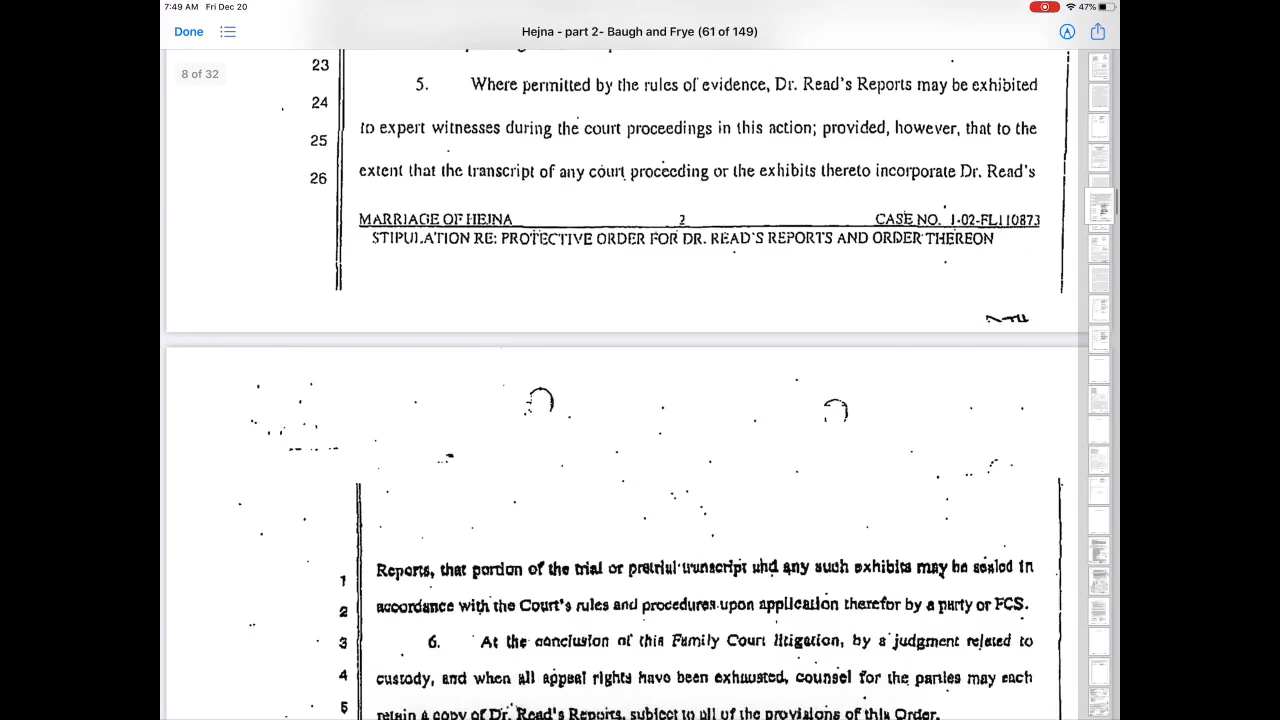 7:49 AM Fri Dec 20
47%
Done
Hejna - part 2- Baugh and Frye (61 of 149)
8 of 32
23
5. Where permitted by the rules of evidence, Dr. Read's Reports may be exhibited
24
to expert witnesses during the court proceedings in this action; provided, however, that to the
25
extent that the transcript of any court proceeding or the exhibits thereto incorporate Dr. Read's
26
MARRIAGE OF HEJNA 2 CASE NO. 1-02-FL110873
STIPULATION RE: PROTECTIVE ORDER FOR DR. READ'S REPORTS AND ORDER THEREON
1 Reports, that portion of the trial or pretrial transcript and any such exhibits may be sealed in
2 accordance with the Court's rules and procedures upon application therefor by a party or FCS.
3 6. At the conclusion of this Family Court litigation, by a judgment related to
4 custody, and when all appeal rights have been exhausted, counsel for the parties may each
5 all of the provisions of this Order.